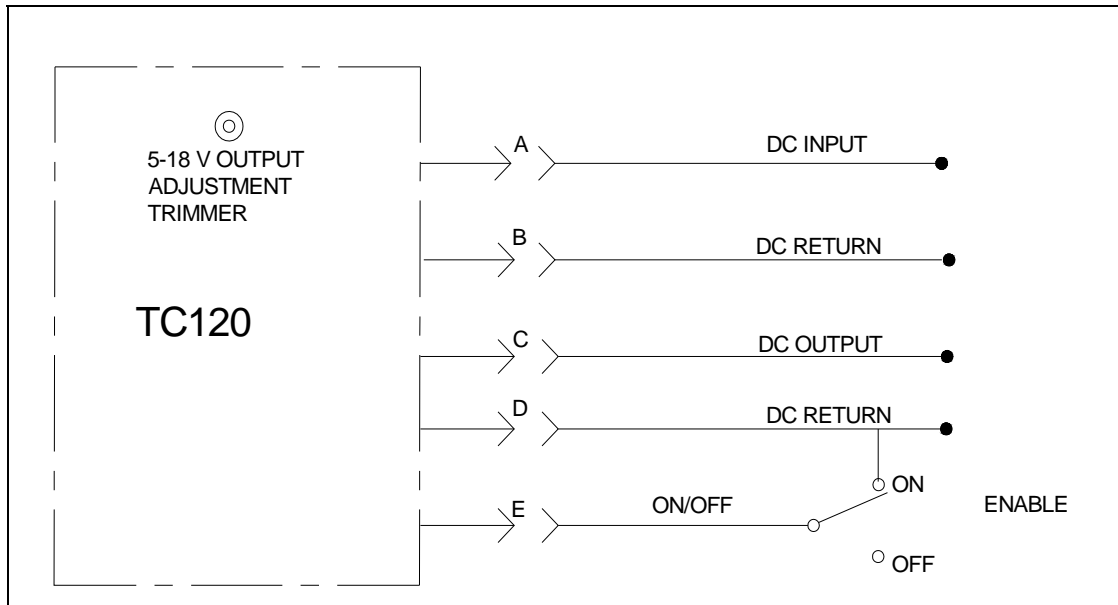 5-18 V OUTPUT
ADJUSTMENT
TRIMMER
TC120
A
DC INPUT
B
DC RETURN
C
DC OUTPUT
D
DC RETURN
E
ON/OFF
ON
ENABLE
OFF